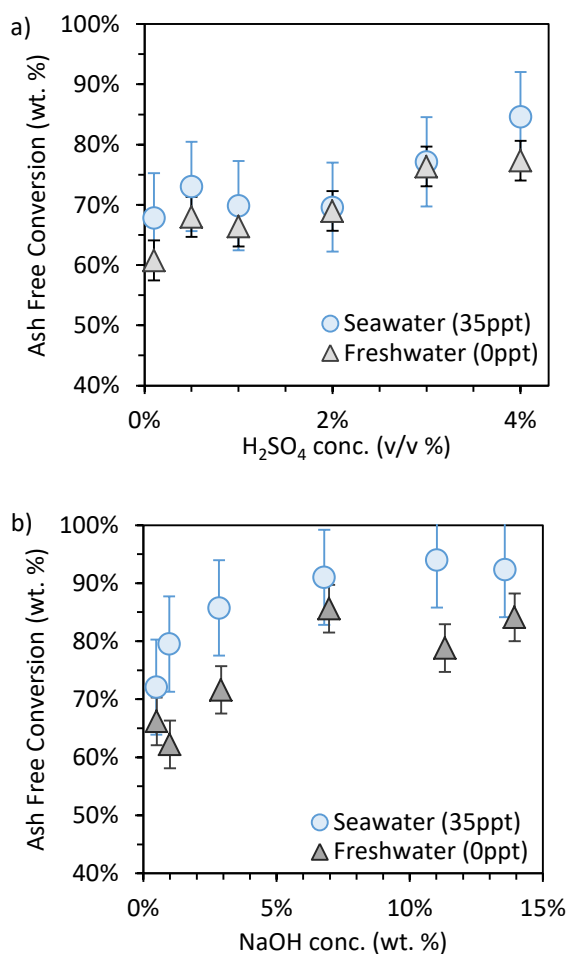 a)
100%
90%
80%
70%
60%
50%
40%
Ash Free Conversion (wt. %)
Seawater (35ppt)
Freshwater (0ppt)
0% 2% 4%
H₂SO₄ conc. (v/v %)
b)
100%
90%
80%
70%
60%
50%
40%
Ash Free Conversion (wt. %)
Seawater (35ppt)
Freshwater (0ppt)
0% 5% 10% 15%
NaOH conc. (wt. %)